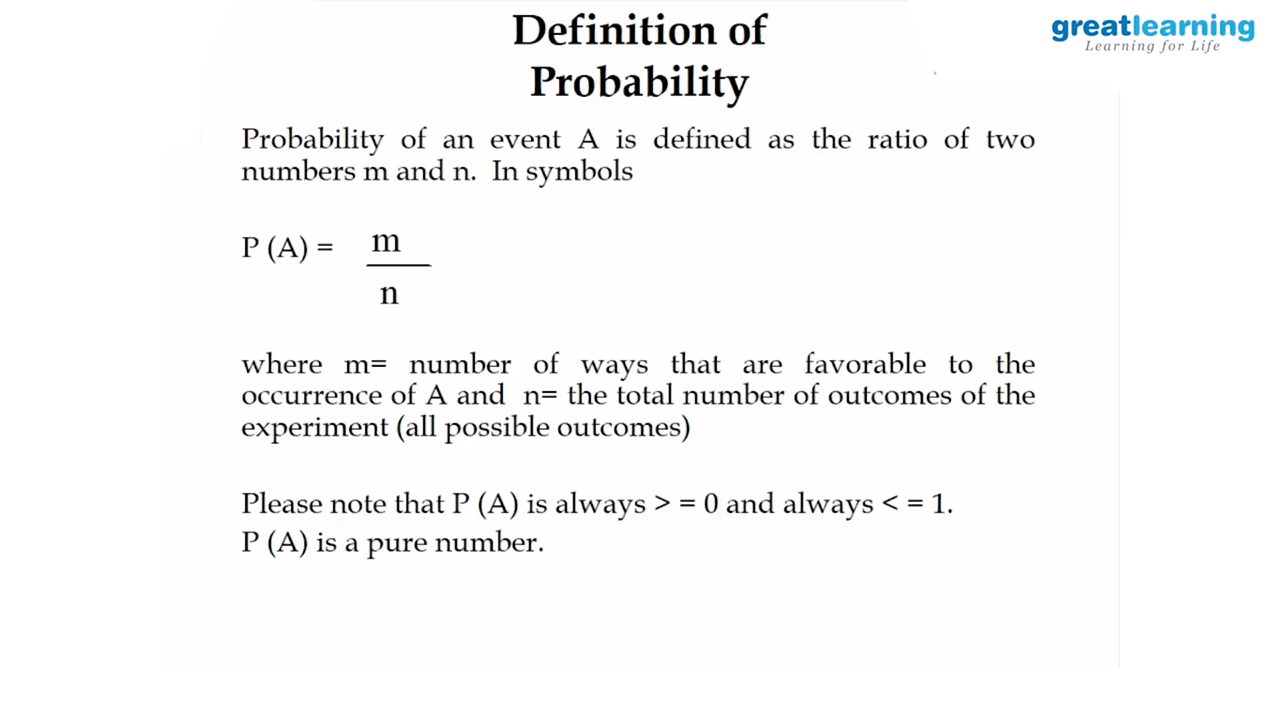 Definition of
Probability
greatlearning
Learning for Life
Probability of an event A is defined as the ratio of two
numbers m and n. In symbols
P (A) = m
n
where m= number of ways that are favorable to the
occurrence of A and n= the total number of outcomes of the
experiment (all possible outcomes)
Please note that P (A) is always > = 0 and always < = 1.
P (A) is a pure number.